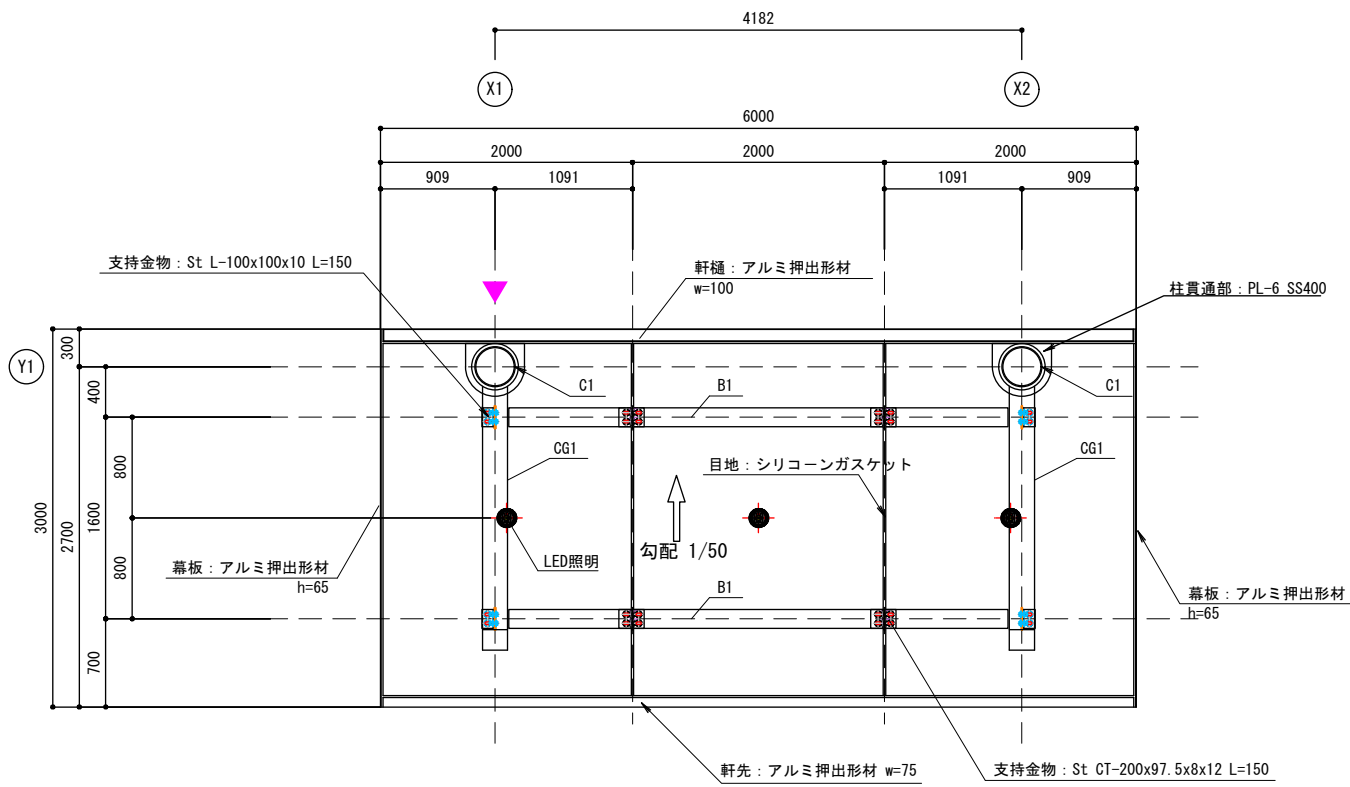 4182
X1
X2
6000
2000
2000
2000
909
1091
1091
909
支持金物：St L-100x100x10 L=150
軒樋：アルミ押出形材
w=100
柱貫通部：PL-6 SS400
Y1
300
400
C1
C1
B1
800
CG1
CG1
目地：シリコーンガスケット
3000
2700
1600
勾配 1/50
LED照明
幕板：アルミ押出形材
h=65
800
B1
幕板：アルミ押出形材
h=65
700
軒先：アルミ押出形材 w=75
支持金物：St CT-200x97.5x8x12 L=150